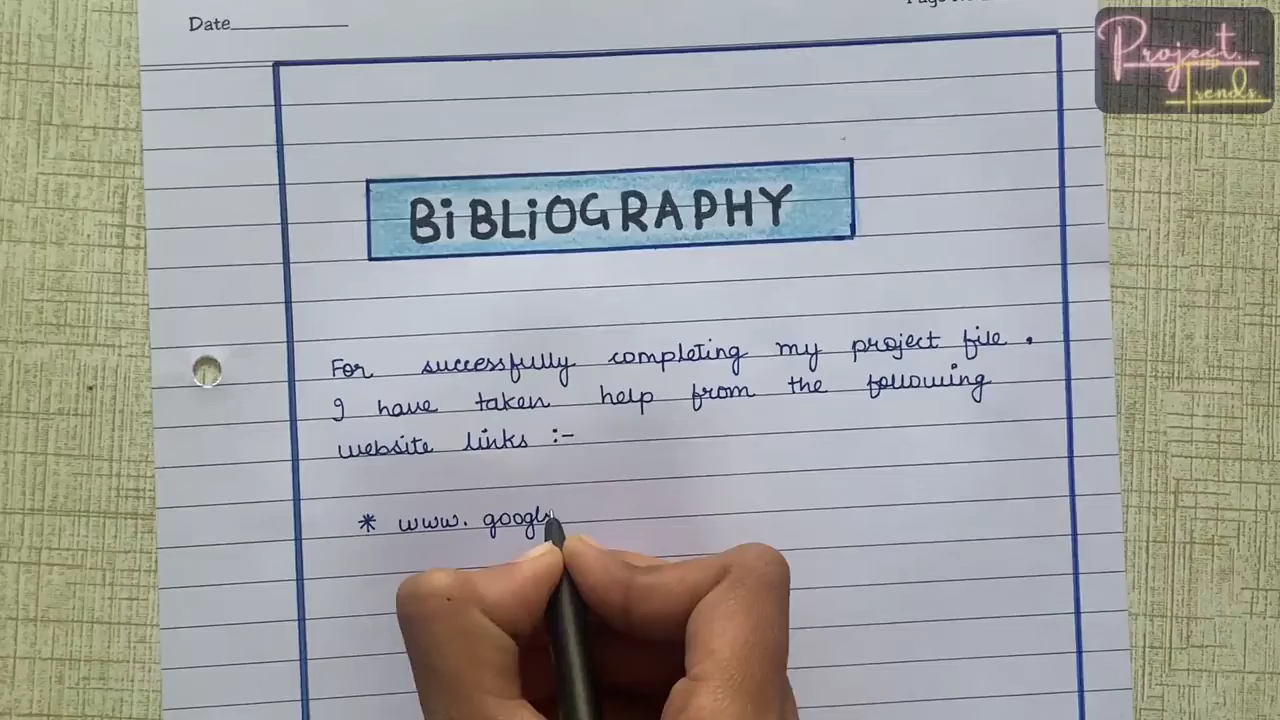 Date
Project
Trends.
BiBLiOGRAPHY
For successfully completing my project file .
I have taken help from the following
website links :-
* www. googl